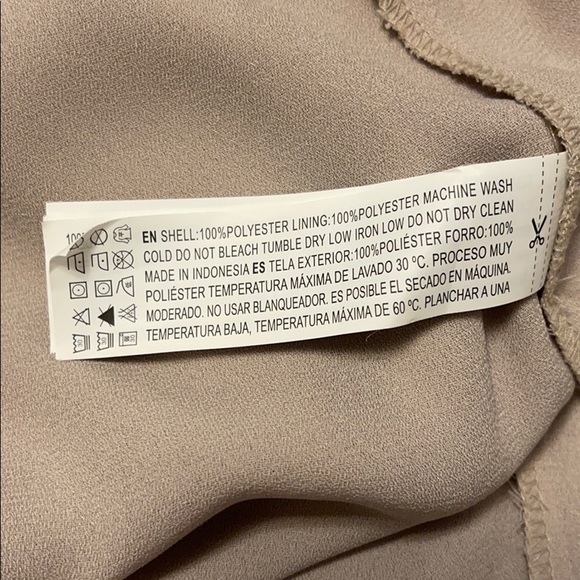 EN SHELL:100%POLYESTER LINING:100%POLYESTER MACHINE WASH
COLD DO NOT BLEACH TUMBLE DRY LOW IRON LOW DO NOT DRY CLEAN
MADE IN INDONESIA ES TELA EXTERIOR:100%POLIÉSTER FORRO:100%
POLIÉSTER TEMPERATURA MÁXIMA DE LAVADO 30 ºC. PROCESO MUY
MODERADO. NO USAR BLANQUEADOR. ES POSIBLE EL SECADO EN MÁQUINA.
TEMPERATURA BAJA, TEMPERATURA MÁXIMA DE 60 ºC. PLANCHAR A UNA